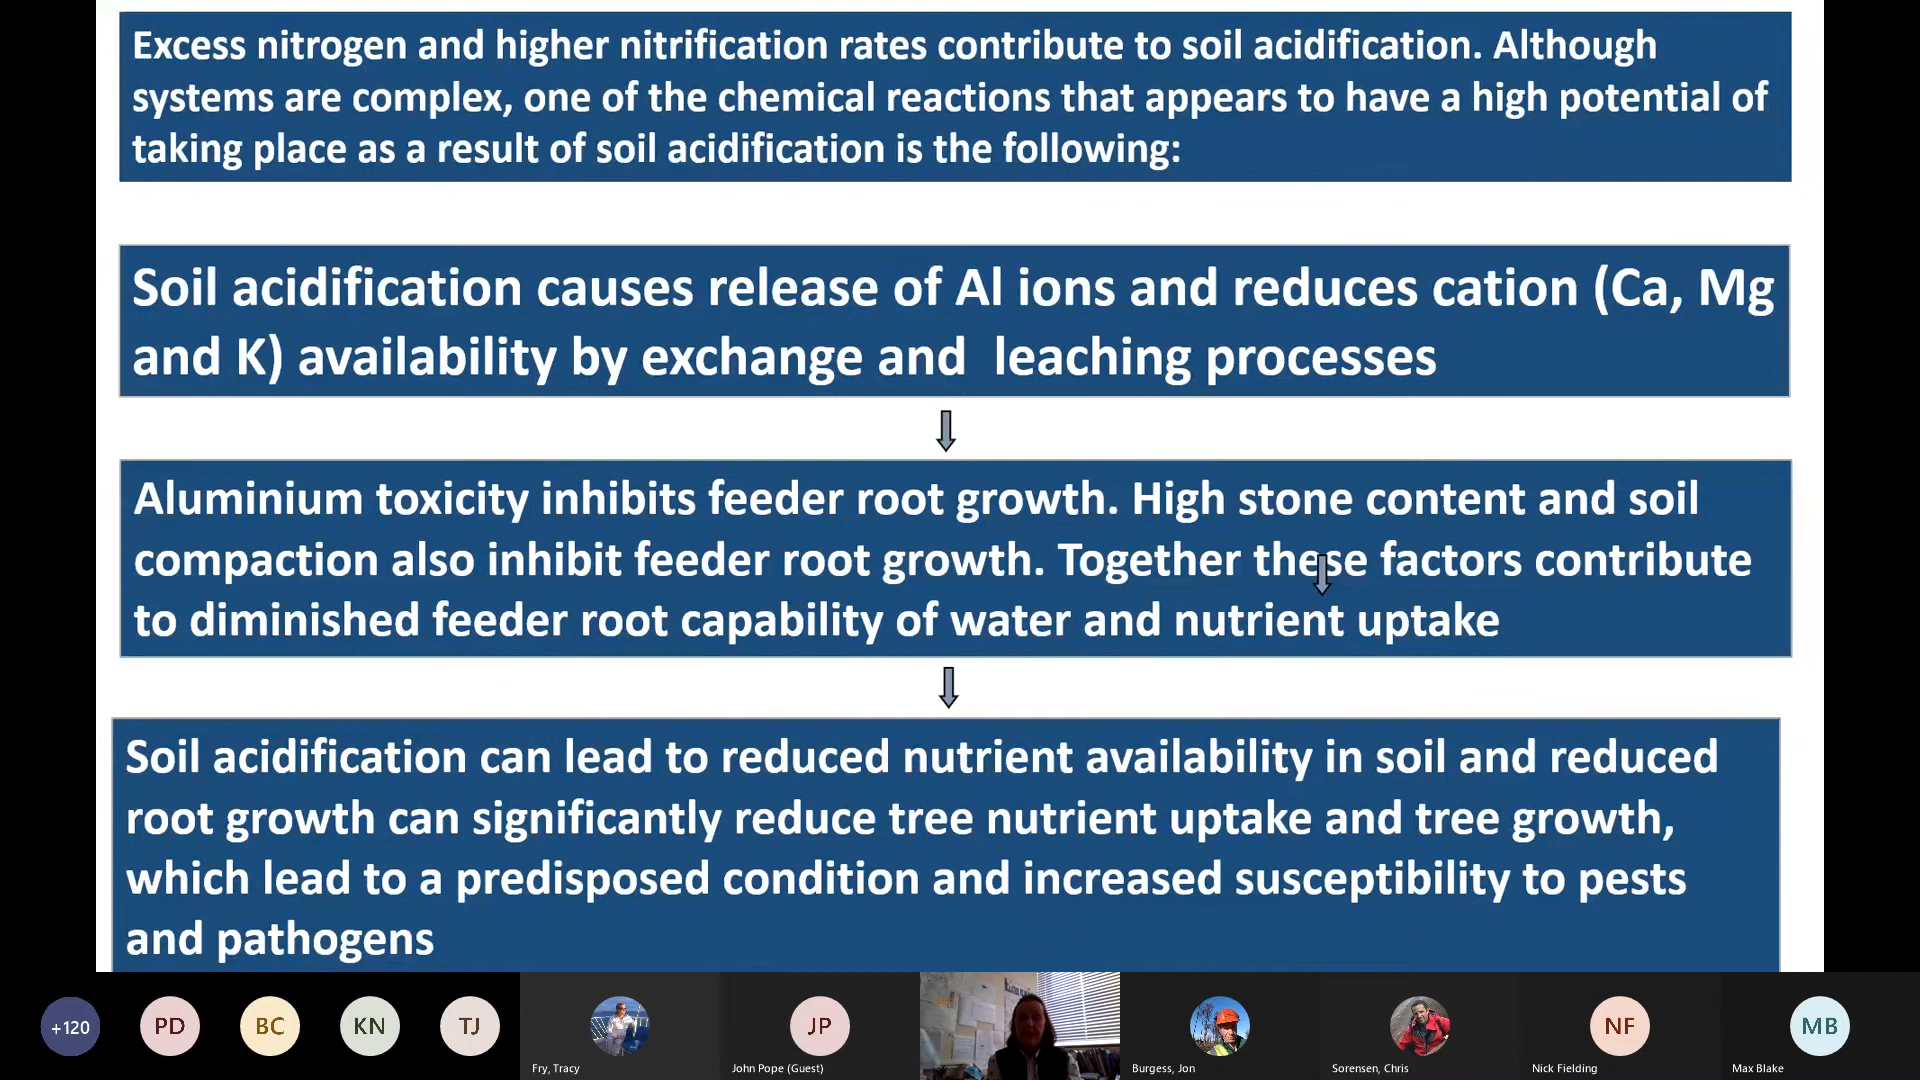 Excess nitrogen and higher nitrification rates contribute to soil acidification. Although
systems are complex, one of the chemical reactions that appears to have a high potential of
taking place as a result of soil acidification is the following:
Soil acidification causes release of Al ions and reduces cation (Ca, Mg
and K) availability by exchange and  leaching processes
Aluminium toxicity inhibits feeder root growth. High stone content and soil
compaction also inhibit feeder root growth. Together these factors contribute
to diminished feeder root capability of water and nutrient uptake
Soil acidification can lead to reduced nutrient availability in soil and reduced
root growth can significantly reduce tree nutrient uptake and tree growth,
which lead to a predisposed condition and increased susceptibility to pests
and pathogens
+120 PD BC KN TJ JP NF MB
Fry, Tracy John Pope (Guest) Burgess, Jon Sorensen, Chris Nick Fielding Max Blake